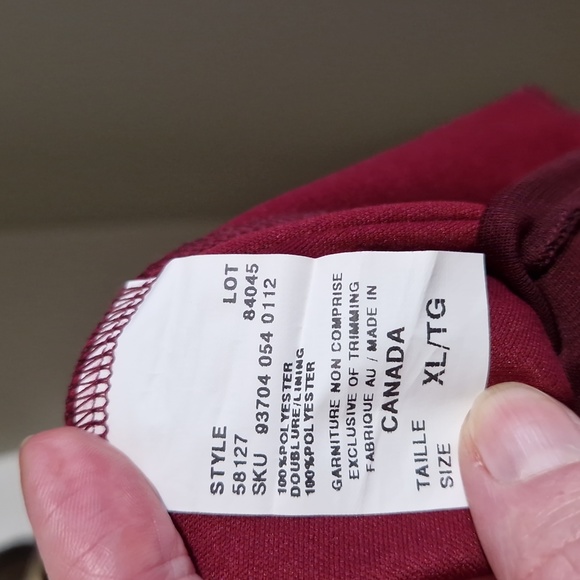 STYLE LOT
58127 84045
SKU 93704 054 0112
100%POLYESTER
DOUBLURE/LINING
100%POLYESTER
GARNITURE NON COMPRISE
EXCLUSIVE OF TRIMMING
FABRIQUE AU / MADE IN
CANADA
TAILLE XL/TG
SIZE